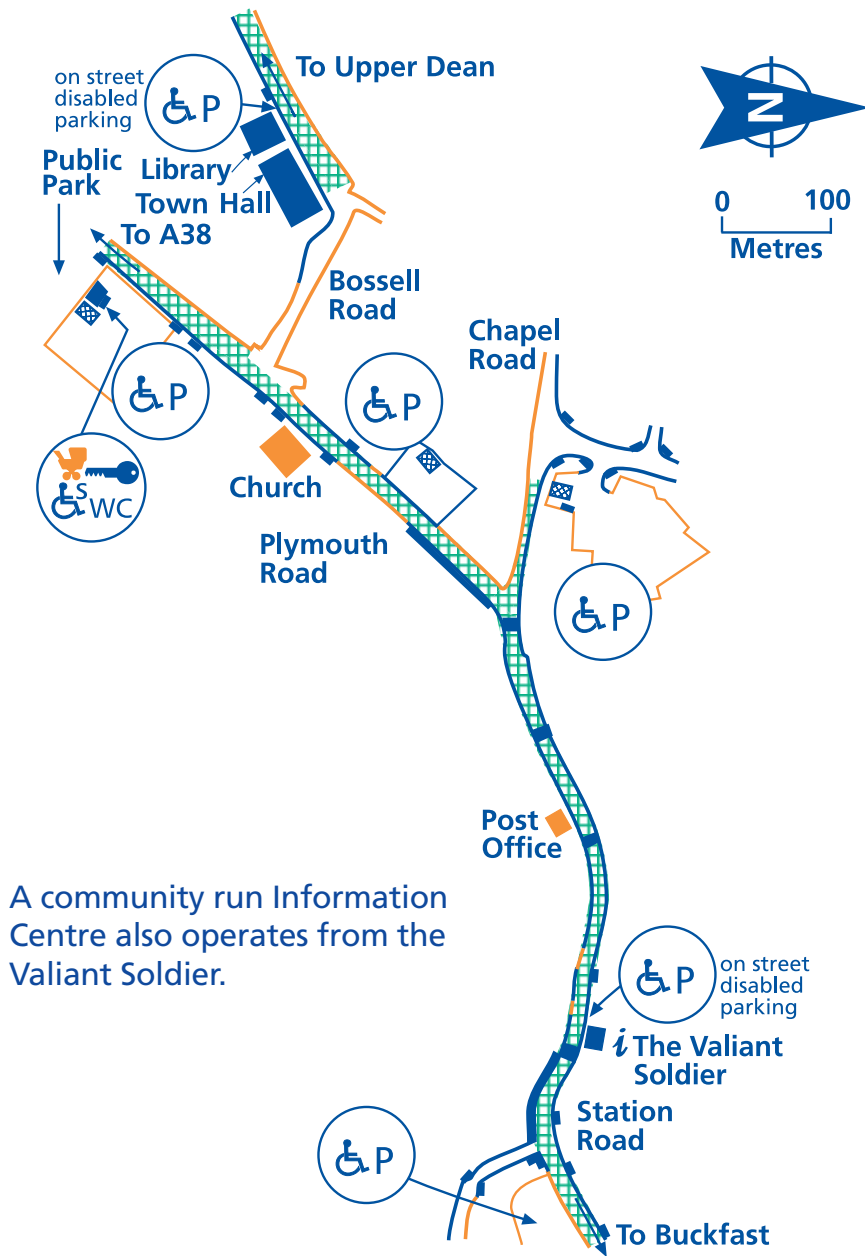 To Upper Dean
on street
disabled
parking
P
N
Public
Park
Library
Town Hall
To A38
0 100
Metres
Bossell
Road
Chapel
Road
P
P
S
WC
Church
Plymouth
Road
P
Post
Office
A community run Information
Centre also operates from the
Valiant Soldier.
P
on street
disabled
parking
i The Valiant
Soldier
Station
Road
P
To Buckfast